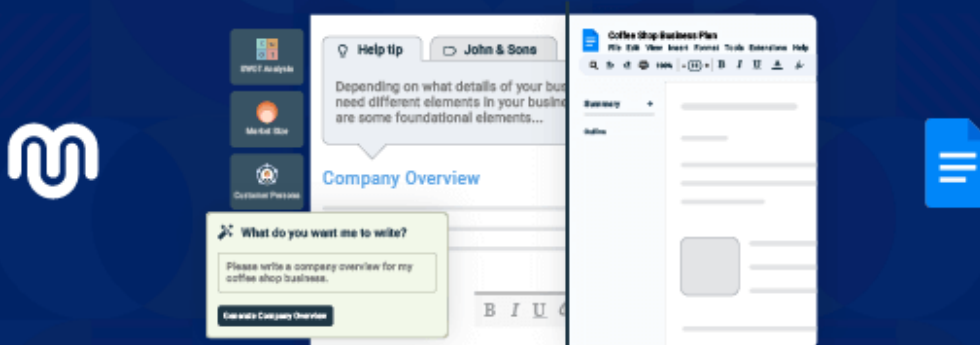 SWOT Analysis
Market Size
Customer Persona
Help tip
John & Sons
Depending on what details of your bus
need different elements in your busine
are some foundational elements...
Company Overview
What do you want me to write?
Please write a company overview for my
coffee shop business.
Generate Company Overview
B I U
Coffee Shop Business Plan
File Edit View Insert Format Tools Extensions Help
100%
B I U A
Summary +
Outline